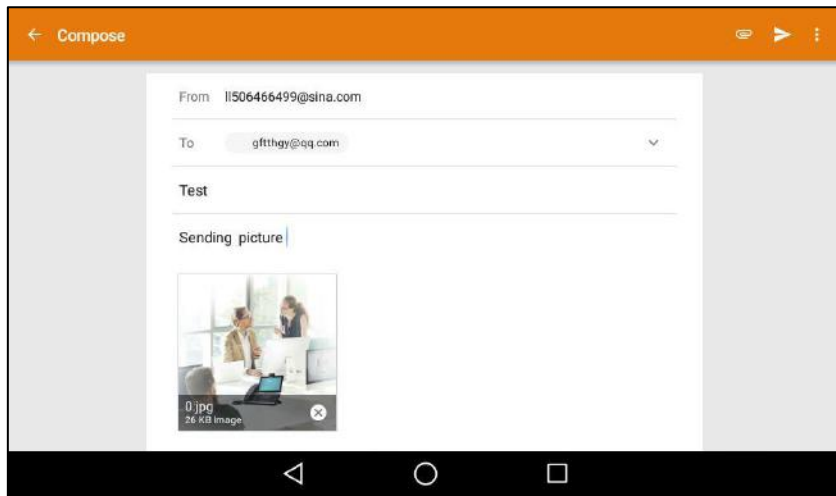 Compose
From ll506466499@sina.com
To gftthgy@qq.com
Test
Sending picture
0.jpg
26 KB Image